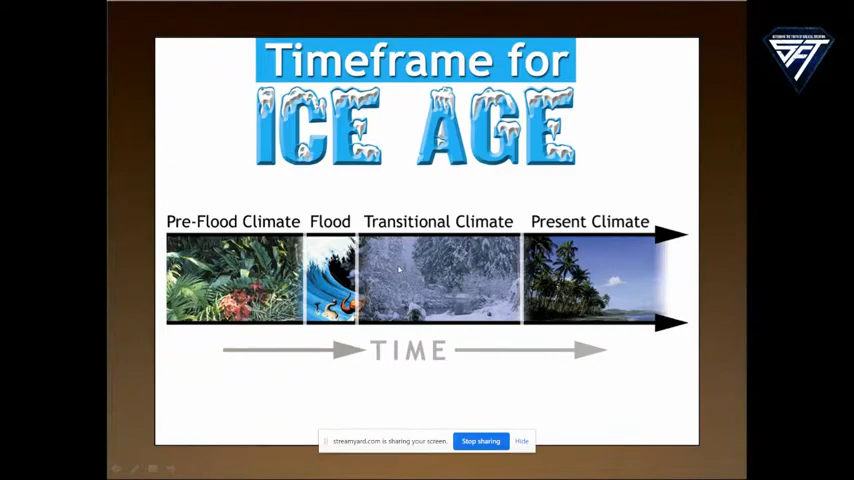 Timeframe for
ICE AGE
Pre-Flood Climate Flood Transitional Climate Present Climate
TIME
streamyard.com is sharing your screen. Stop sharing Hide
SFT